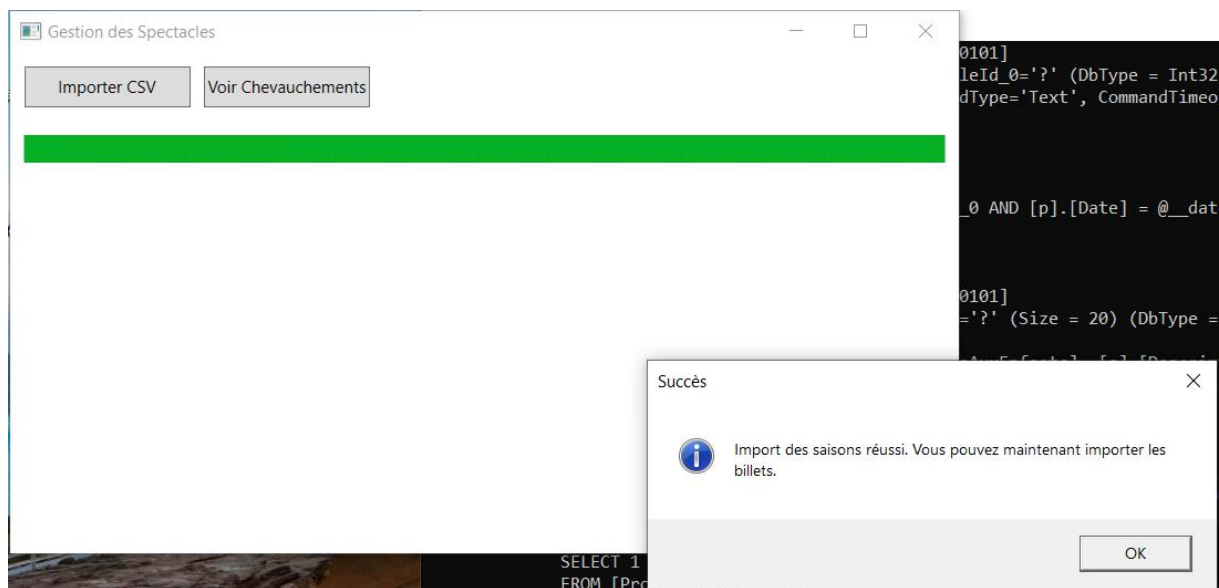 Gestion des Spectacles
Importer CSV
Voir Chevauchements
0101]
leId_0='?' (DbType = Int32
dType='Text', CommandTimeo
_0 AND [p].[Date] = @__dat
0101]
='?' (Size = 20) (DbType =
Succès
Import des saisons réussi. Vous pouvez maintenant importer les
billets.
OK
SELECT 1
FROM [Pro